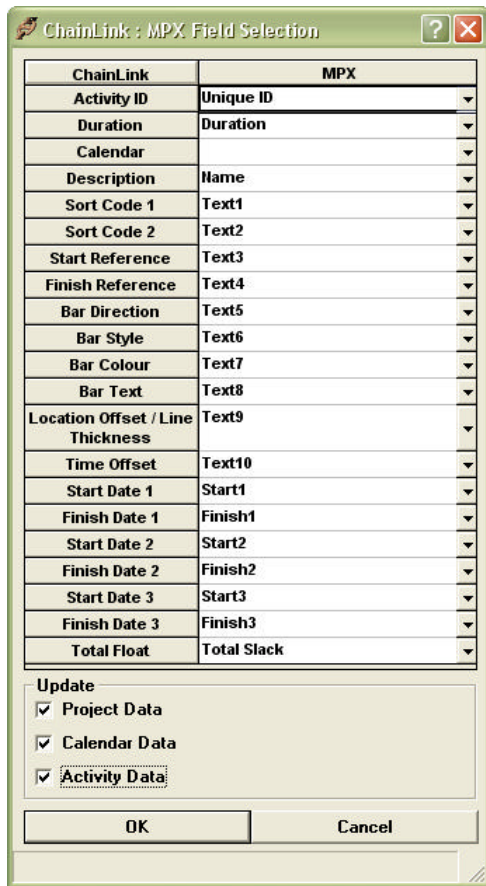 ChainLink : MPX Field Selection
ChainLink MPX
Activity ID Unique ID
Duration Duration
Calendar
Description Name
Sort Code 1 Text1
Sort Code 2 Text2
Start Reference Text3
Finish Reference Text4
Bar Direction Text5
Bar Style Text6
Bar Colour Text7
Bar Text Text8
Location Offset / Line Text9
Thickness
Time Offset Text10
Start Date 1 Start1
Finish Date 1 Finish1
Start Date 2 Start2
Finish Date 2 Finish2
Start Date 3 Start3
Finish Date 3 Finish3
Total Float Total Slack
Update
Project Data
Calendar Data
Activity Data
OK Cancel